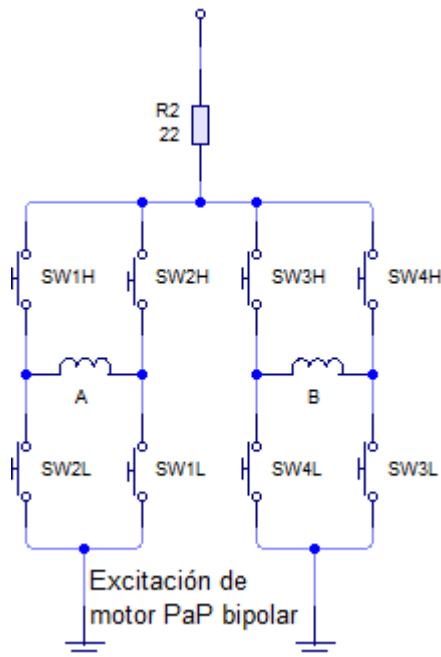 R2
22
SW1H
SW2H
SW3H
SW4H
A
B
SW2L
SW1L
SW4L
SW3L
Excitación de
motor PaP bipolar